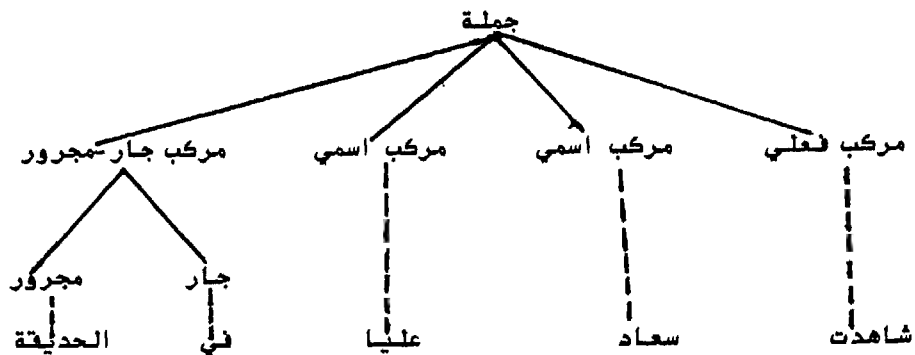 جملة
مركب فعلي مركب اسمي مركب اسمي مركب جار-مجرور
جار مجرور
شاهدت سعاد عليا في الحديقة